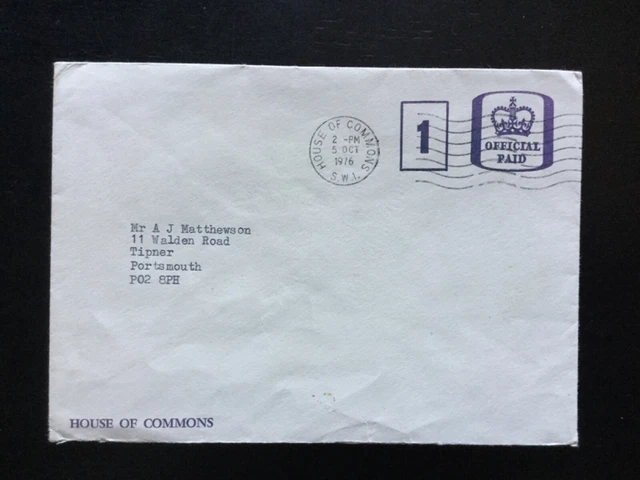 HOUSE OF COMMONS
2 -PM
5 OCT
1976
S.W.1.
1
OFFICIAL
PAID
Mr A J Matthewson
11 Walden Road
Tipner
Portsmouth
PO2 8PH
HOUSE OF COMMONS